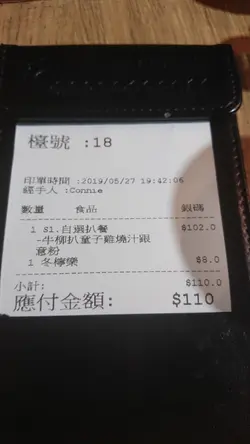 檯號 :18
印單時間 :2019/05/27 19:42:06
經手人 :Connie
數量 食品 銀碼
1 S1.自選扒餐 $102.0
-牛柳扒童子雞燒汁跟
意粉
1 冬檸樂 $8.0
小計: $110.0
應付金額: $110